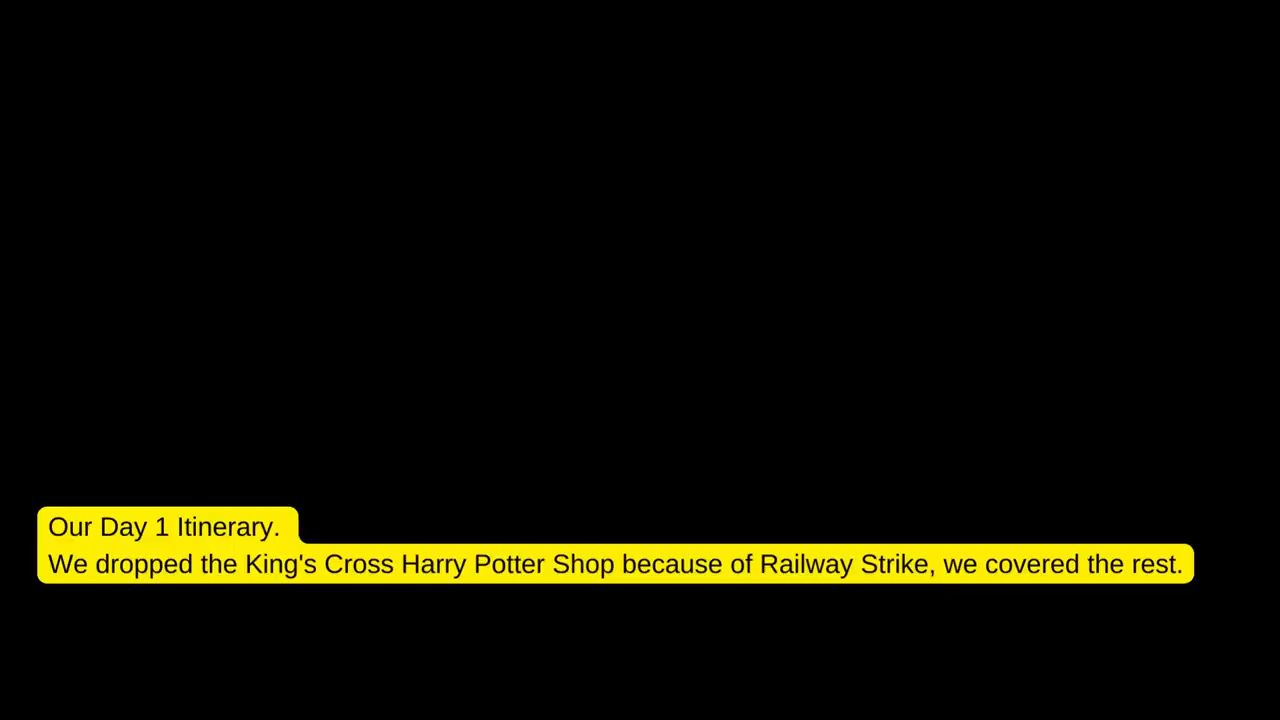 Our Day 1 Itinerary.
We dropped the King's Cross Harry Potter Shop because of Railway Strike, we covered the rest.